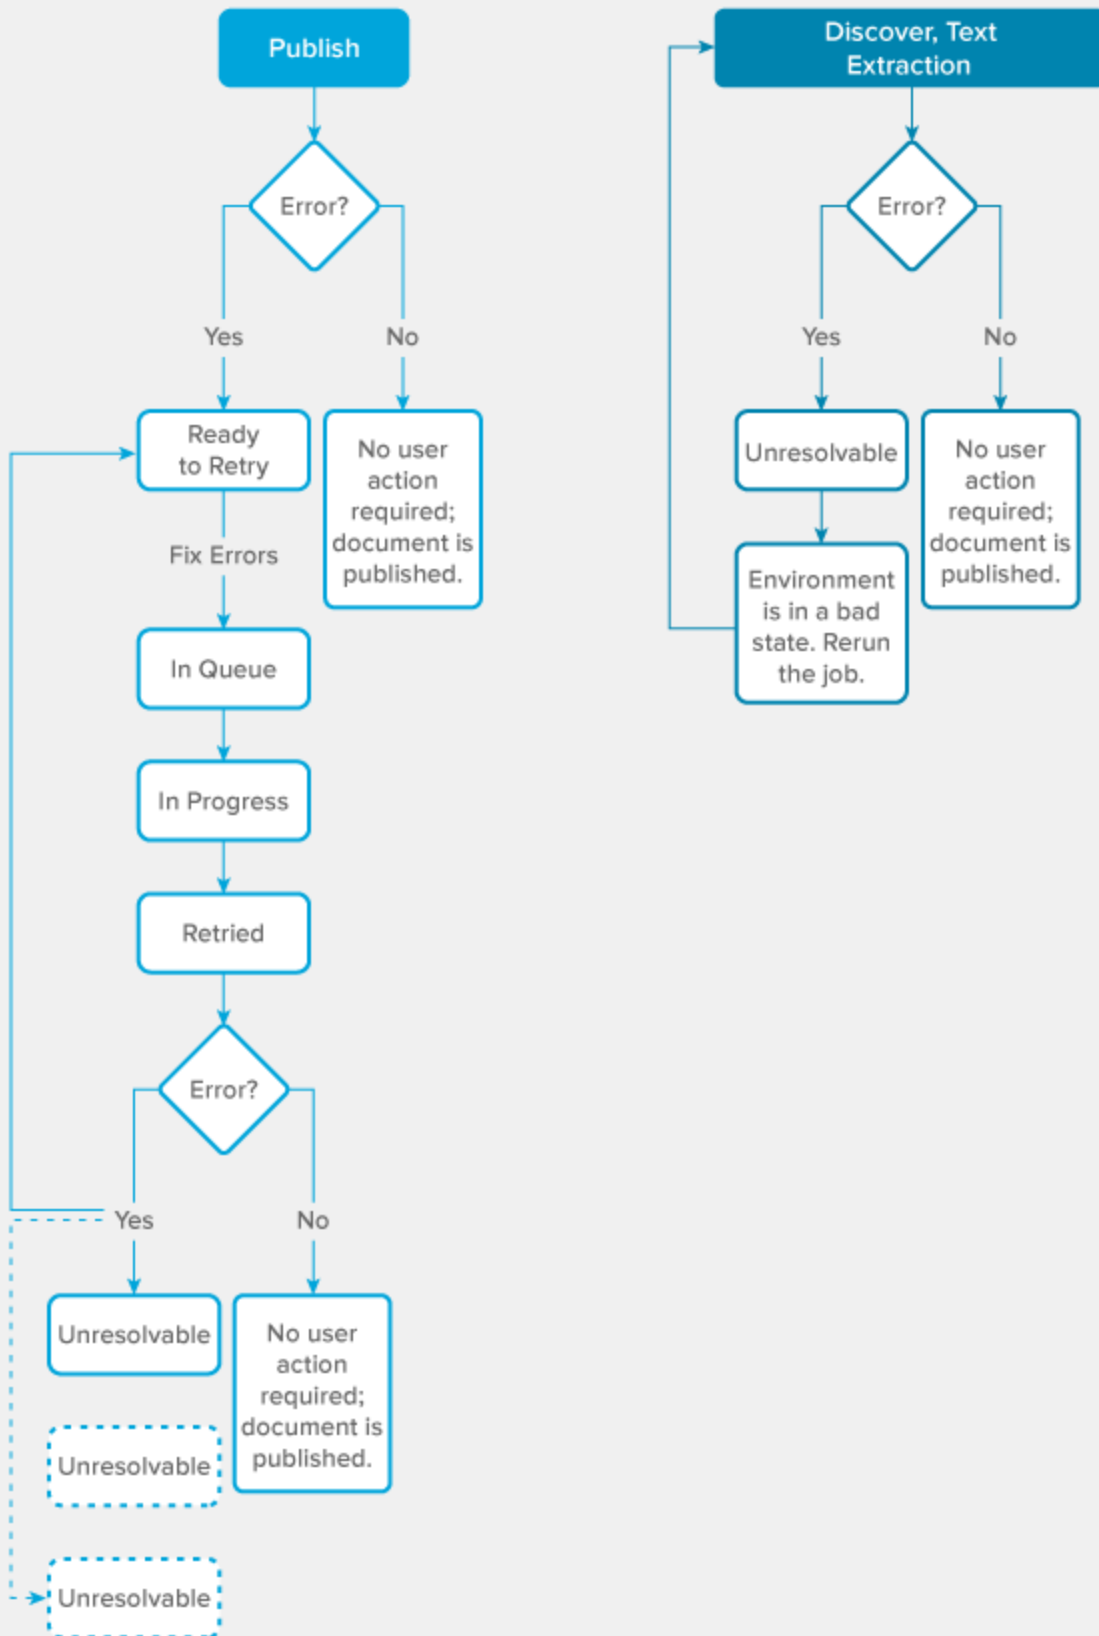 Publish
Error?
Yes
No
Ready
to Retry
No user
action
required;
document is
published.
Fix Errors
In Queue
In Progress
Retried
Error?
Yes
No
Unresolvable
No user
action
required;
document is
published.
Unresolvable
Unresolvable
Discover, Text
Extraction
Error?
Yes
No
Unresolvable
No user
action
required;
document is
published.
Environment
is in a bad
state. Rerun
the job.